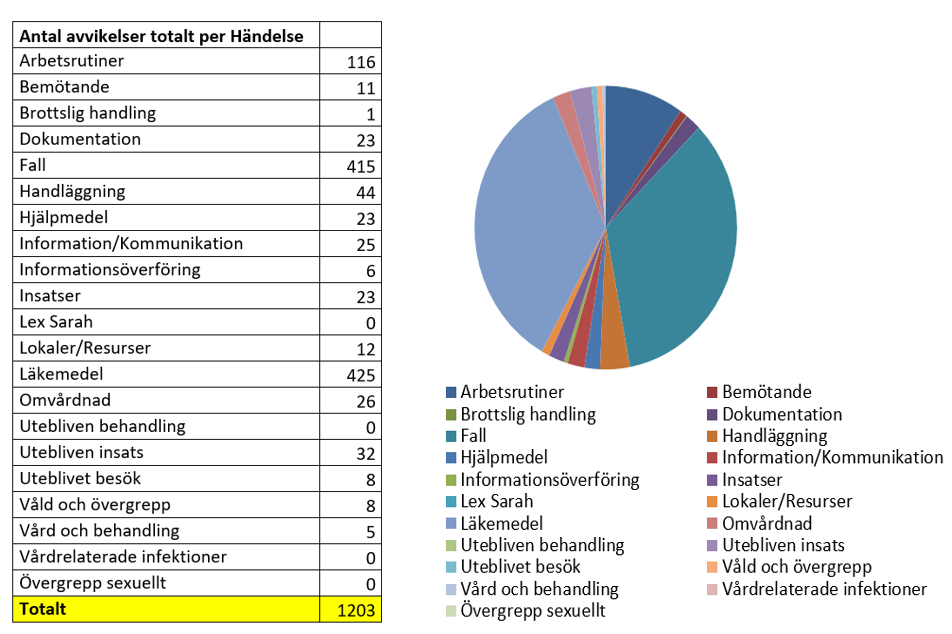 Antal avvikelser totalt per Händelse
Arbetsrutiner 116
Bemötande 11
Brottslig handling 1
Dokumentation 23
Fall 415
Handläggning 44
Hjälpmedel 23
Information/Kommunikation 25
Informationsöverföring 6
Insatser 23
Lex Sarah 0
Lokaler/Resurser 12
Läkemedel 425
Omvårdnad 26
Utebliven behandling 0
Utebliven insats 32
Uteblivet besök 8
Våld och övergrepp 8
Vård och behandling 5
Vårdrelaterade infektioner 0
Övergrepp sexuellt 0
Totalt 1203
Arbetsrutiner Bemötande
Brottslig handling Dokumentation
Fall Handläggning
Hjälpmedel Information/Kommunikation
Informationsöverföring Insatser
Lex Sarah Lokaler/Resurser
Läkemedel Omvårdnad
Utebliven behandling Utebliven insats
Uteblivet besök Våld och övergrepp
Vård och behandling Vårdrelaterade infektioner
Övergrepp sexuellt